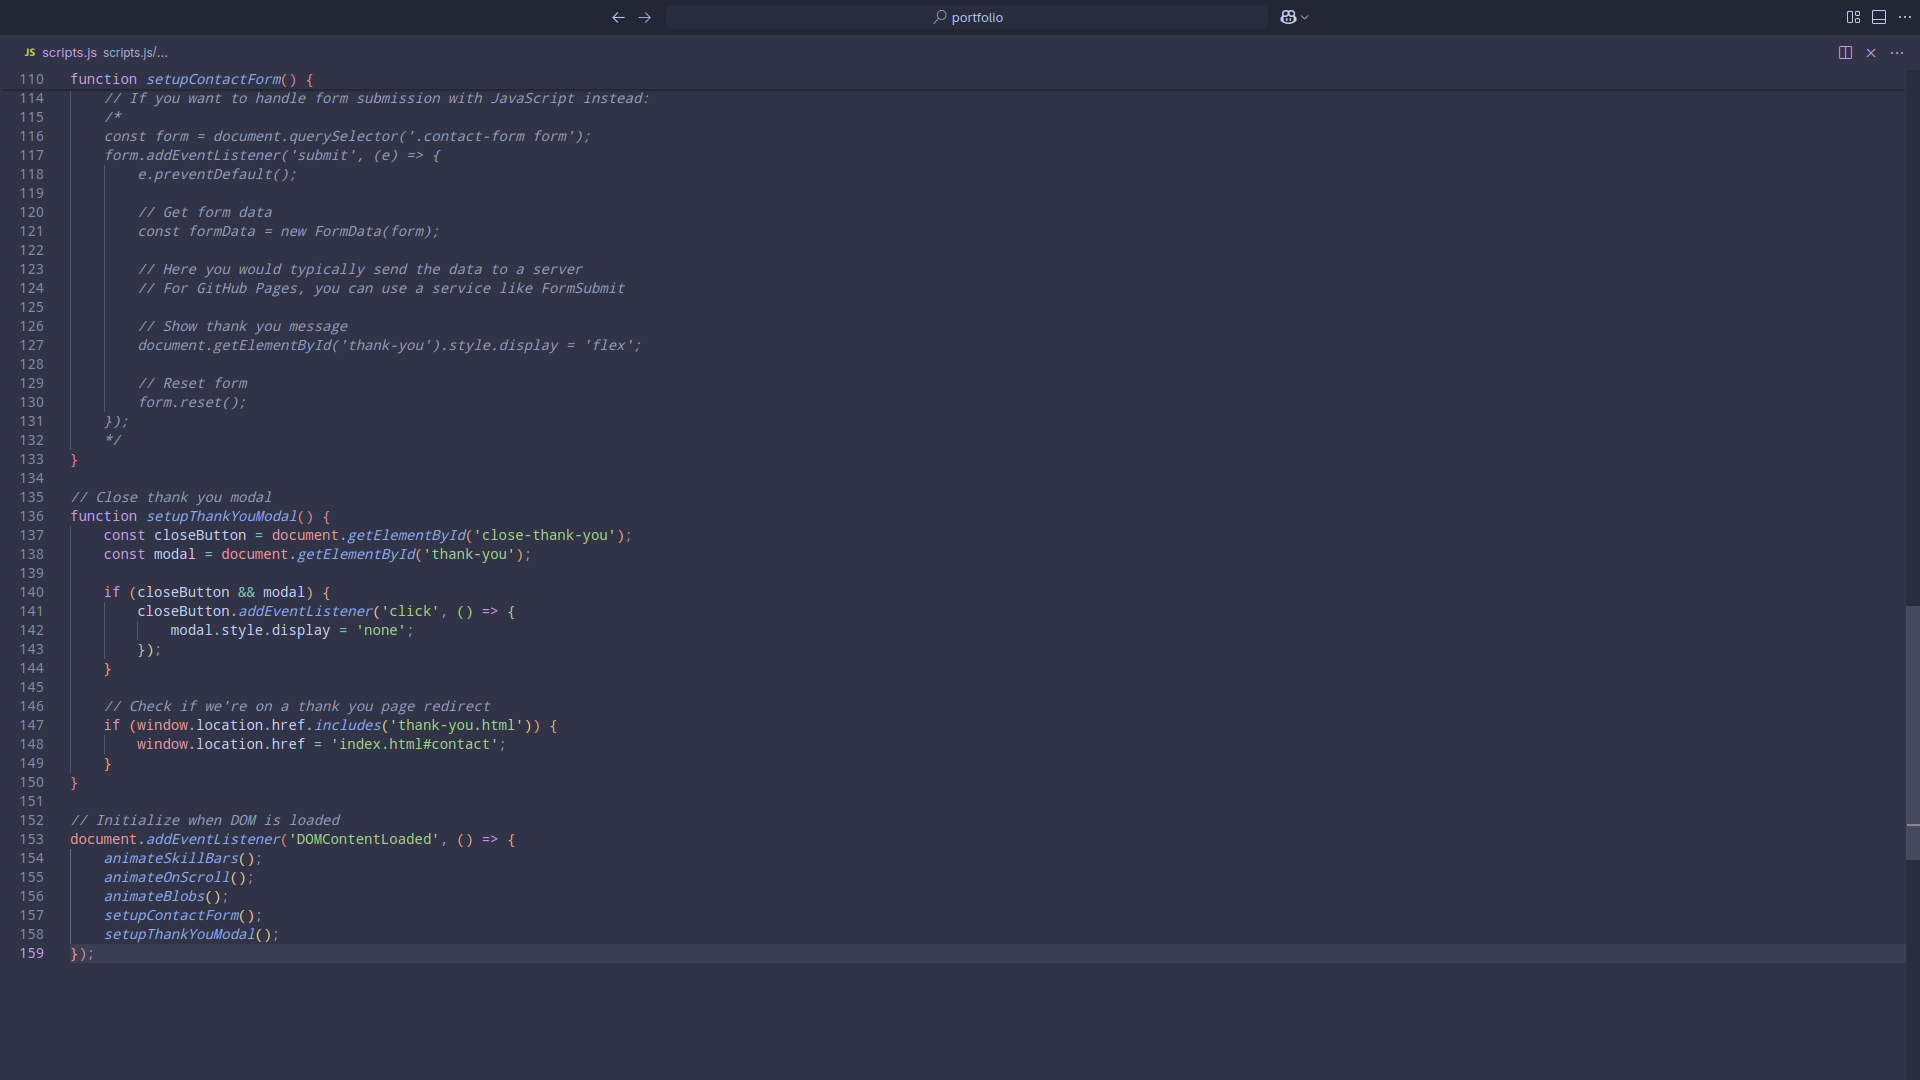 portfolio
JS scripts.js scripts.js/...
110 function setupContactForm() {
114 // If you want to handle form submission with JavaScript instead:
115 /*
116 const form = document.querySelector('.contact-form form');
117 form.addEventListener('submit', (e) => {
118 e.preventDefault();
119
120 // Get form data
121 const formData = new FormData(form);
122
123 // Here you would typically send the data to a server
124 // For GitHub Pages, you can use a service like FormSubmit
125
126 // Show thank you message
127 document.getElementById('thank-you').style.display = 'flex';
128
129 // Reset form
130 form.reset();
131 });
132 */
133 }
134
135 // Close thank you modal
136 function setupThankYouModal() {
137 const closeButton = document.getElementById('close-thank-you');
138 const modal = document.getElementById('thank-you');
139
140 if (closeButton && modal) {
141 closeButton.addEventListener('click', () => {
142 modal.style.display = 'none';
143 });
144 }
145
146 // Check if we're on a thank you page redirect
147 if (window.location.href.includes('thank-you.html')) {
148 window.location.href = 'index.html#contact';
149 }
150 }
151
152 // Initialize when DOM is loaded
153 document.addEventListener('DOMContentLoaded', () => {
154 animateSkillBars();
155 animateOnScroll();
156 animateBlobs();
157 setupContactForm();
158 setupThankYouModal();
159 });